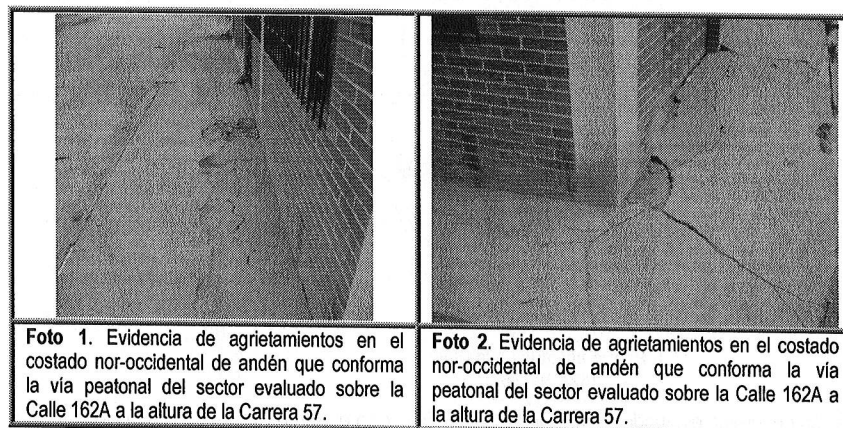 Foto 1. Evidencia de agrietamientos en el
costado nor-occidental de andén que conforma
la vía peatonal del sector evaluado sobre la
Calle 162A a la altura de la Carrera 57.
Foto 2. Evidencia de agrietamientos en el costado
nor-occidental de andén que conforma la vía
peatonal del sector evaluado sobre la Calle 162A a
la altura de la Carrera 57.